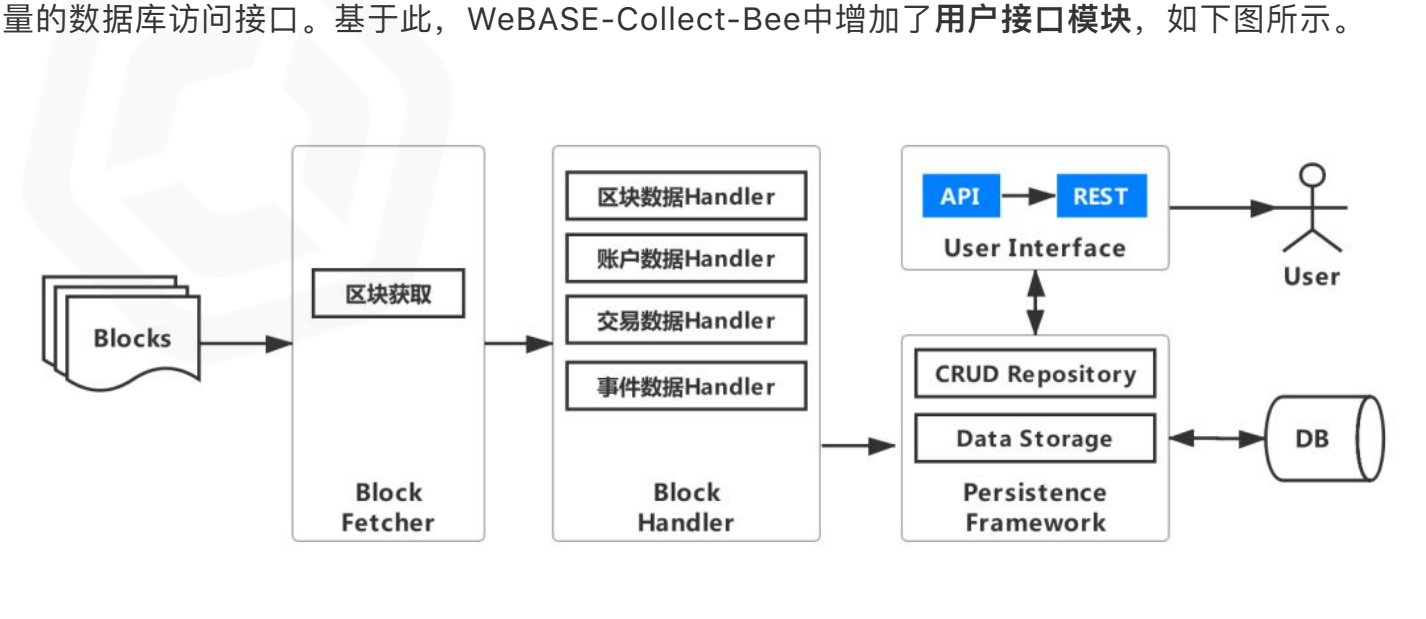 量的数据库访问接口。基于此，WeBASE-Collect-Bee中增加了用户接口模块，如下图所示。
Blocks
区块获取
Block
Fetcher
区块数据Handler
账户数据Handler
交易数据Handler
事件数据Handler
Block
Handler
API
REST
User Interface
User
CRUD Repository
Data Storage
Persistence
Framework
DB